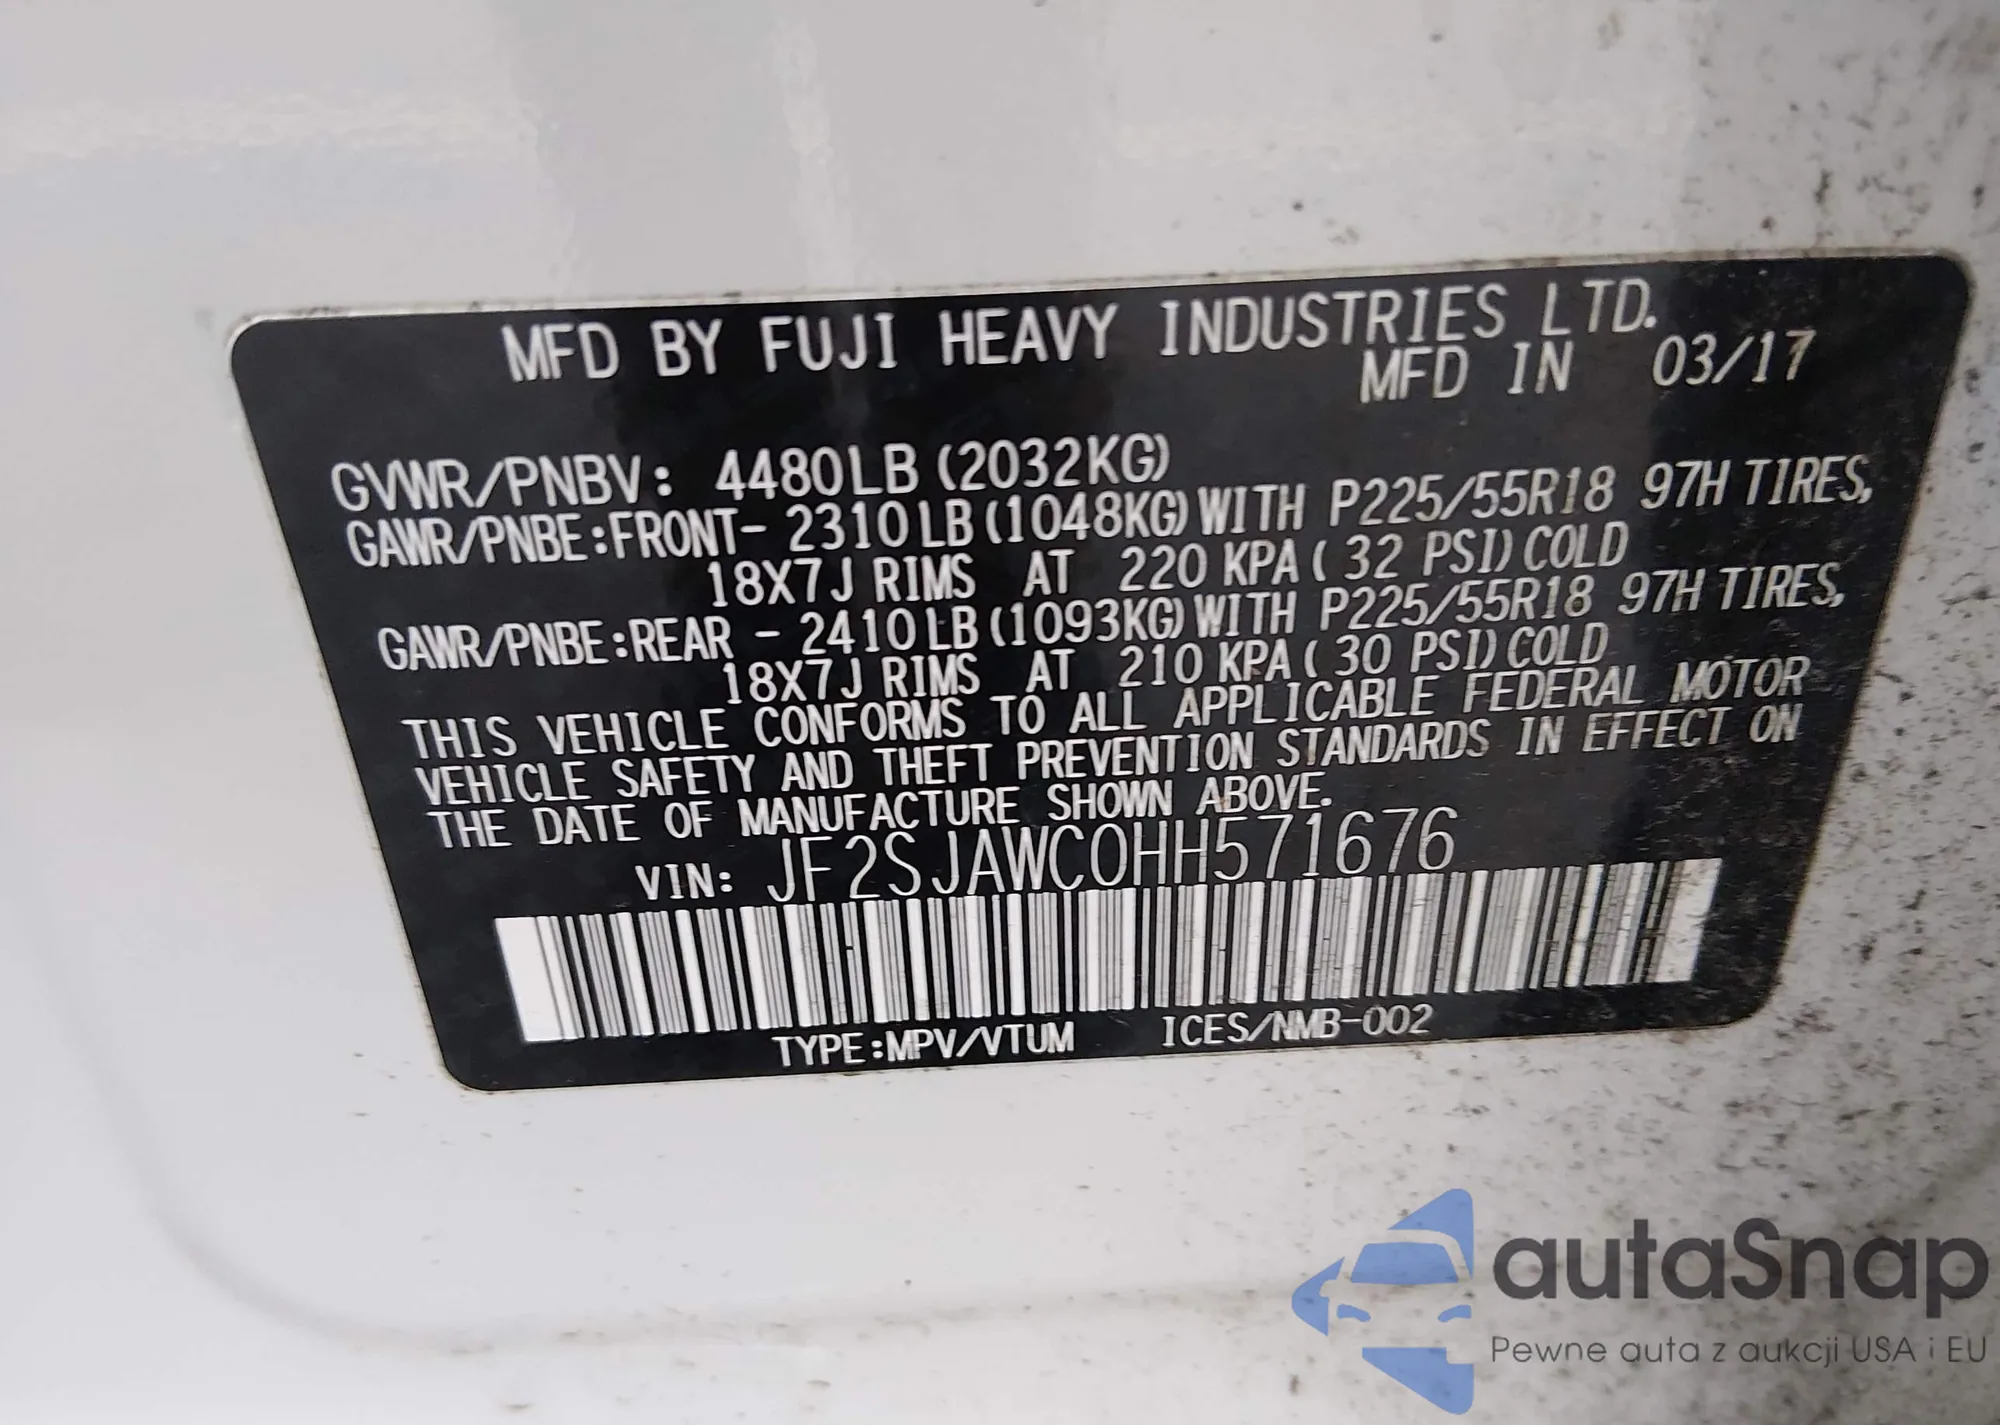 MFD BY FUJI HEAVY INDUSTRIES LTD.
MFD IN 03/17
GVWR/PNBV: 4480LB (2032KG)
GAWR/PNBE:FRONT- 2310LB (1048KG) WITH P225/55R18 97H TIRES,
18X7J RIMS AT 220 KPA ( 32 PSI) COLD
GAWR/PNBE:REAR - 2410LB (1093KG) WITH P225/55R18 97H TIRES,
18X7J RIMS AT 210 KPA ( 30 PSI) COLD
THIS VEHICLE CONFORMS TO ALL APPLICABLE FEDERAL MOTOR
VEHICLE SAFETY AND THEFT PREVENTION STANDARDS IN EFFECT ON
THE DATE OF MANUFACTURE SHOWN ABOVE.
VIN: JF2SJAWC0HH571676
TYPE:MPV/VTUM ICES/NMB-002
autaSnap
Pewne auta z aukcji USA i EU